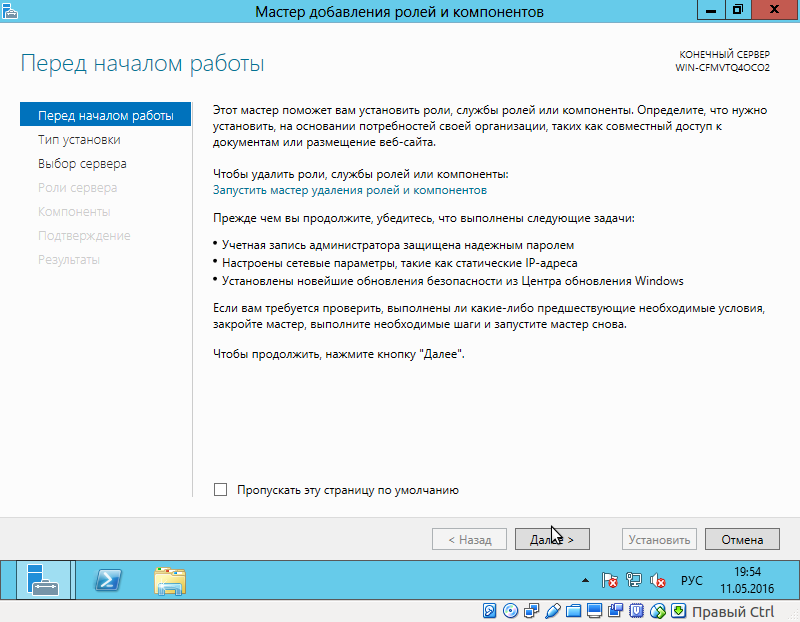 Мастер добавления ролей и компонентов
Перед началом работы
КОНЕЧНЫЙ СЕРВЕР
WIN-CFMVTQ4OCO2
Перед началом работы
Тип установки
Выбор сервера
Роли сервера
Компоненты
Подтверждение
Результаты
Этот мастер поможет вам установить роли, службы ролей или компоненты. Определите, что нужно
установить, на основании потребностей своей организации, таких как совместный доступ к
документам или размещение веб-сайта.
Чтобы удалить роли, службы ролей или компоненты:
Запустить мастер удаления ролей и компонентов
Прежде чем вы продолжите, убедитесь, что выполнены следующие задачи:
• Учетная запись администратора защищена надежным паролем
• Настроены сетевые параметры, такие как статические IP-адреса
• Установлены новейшие обновления безопасности из Центра обновления Windows
Если вам требуется проверить, выполнены ли какие-либо предшествующие необходимые условия,
закройте мастер, выполните необходимые шаги и запустите мастер снова.
Чтобы продолжить, нажмите кнопку "Далее".
Пропускать эту страницу по умолчанию
< Назад
Далее >
Установить
Отмена
РУС
19:54
11.05.2016
Правый Ctrl